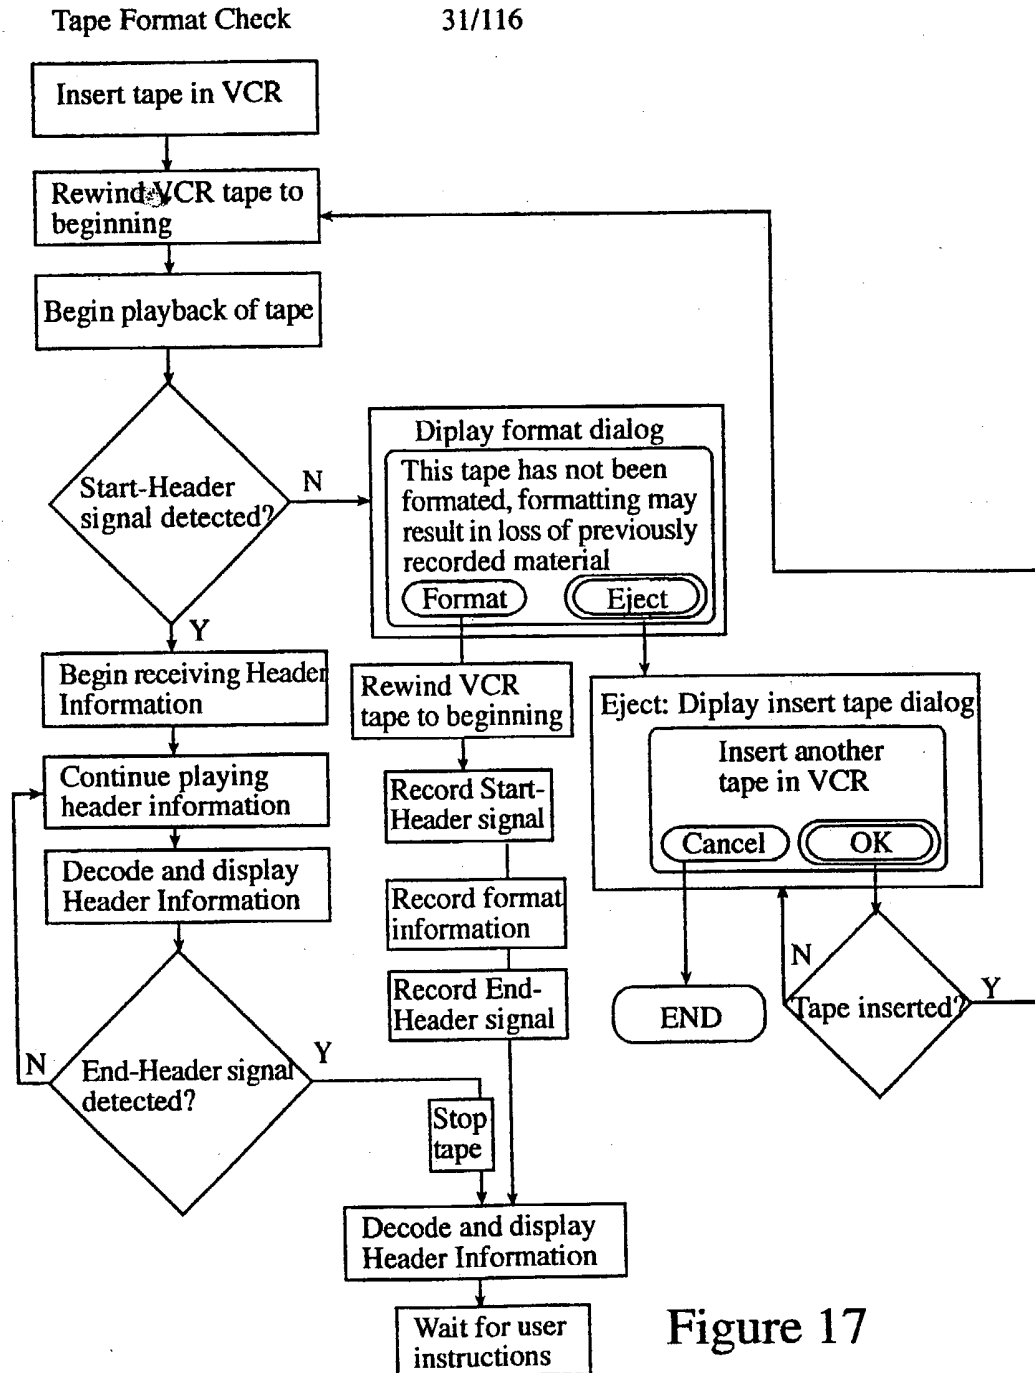 Tape Format Check
31/116
Insert tape in VCR
Rewind VCR tape to
beginning
Begin playback of tape
Start-Header
signal detected?
N
Y
Diplay format dialog
This tape has not been
formated, formatting may
result in loss of previously
recorded material
Format
Eject
Begin receiving Header
Information
Continue playing
header information
Decode and display
Header Information
End-Header signal
detected?
N
Y
Rewind VCR
tape to beginning
Record Start-
Header signal
Record format
information
Record End-
Header signal
Stop
tape
Eject: Diplay insert tape dialog
Insert another
tape in VCR
Cancel
OK
END
Tape inserted?
N
Y
Decode and display
Header Information
Wait for user
instructions
Figure 17